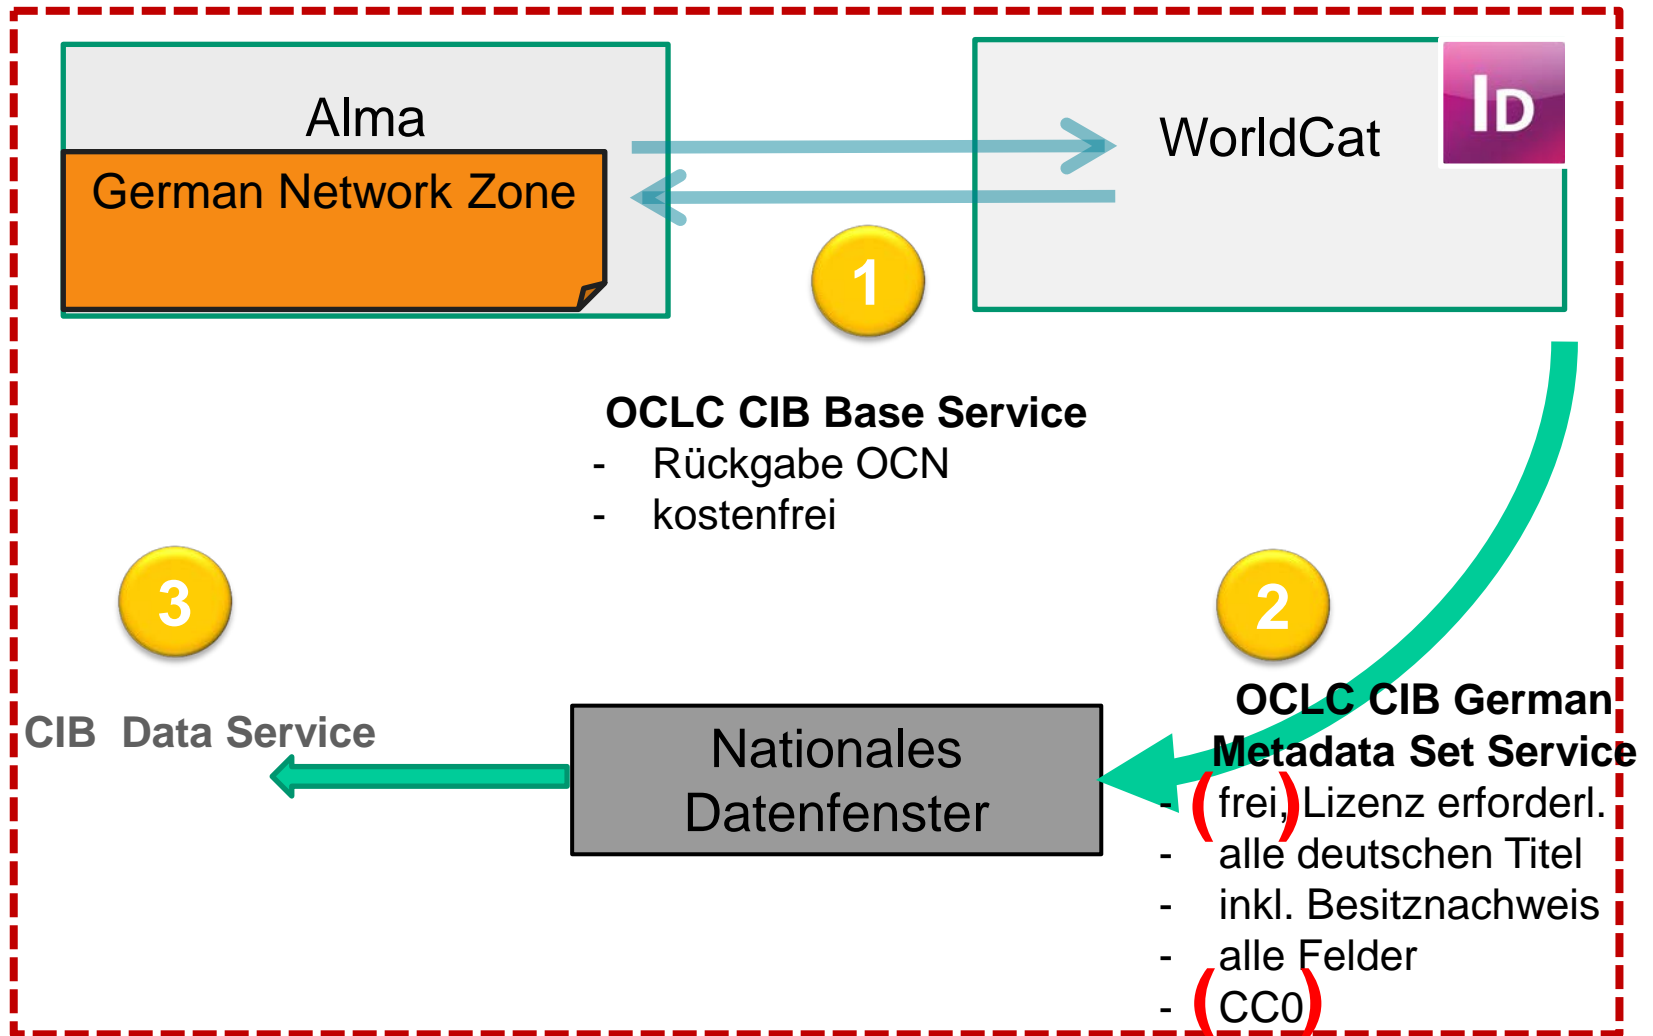 Alma
German Network Zone
WorldCat
ID
1
OCLC CIB Base Service
- Rückgabe OCN
- kostenfrei
3
2
CIB Data Service
Nationales
Datenfenster
OCLC CIB German
Metadata Set Service
- (frei,) Lizenz erforderl.
- alle deutschen Titel
- inkl. Besitznachweis
- alle Felder
- (CC0)